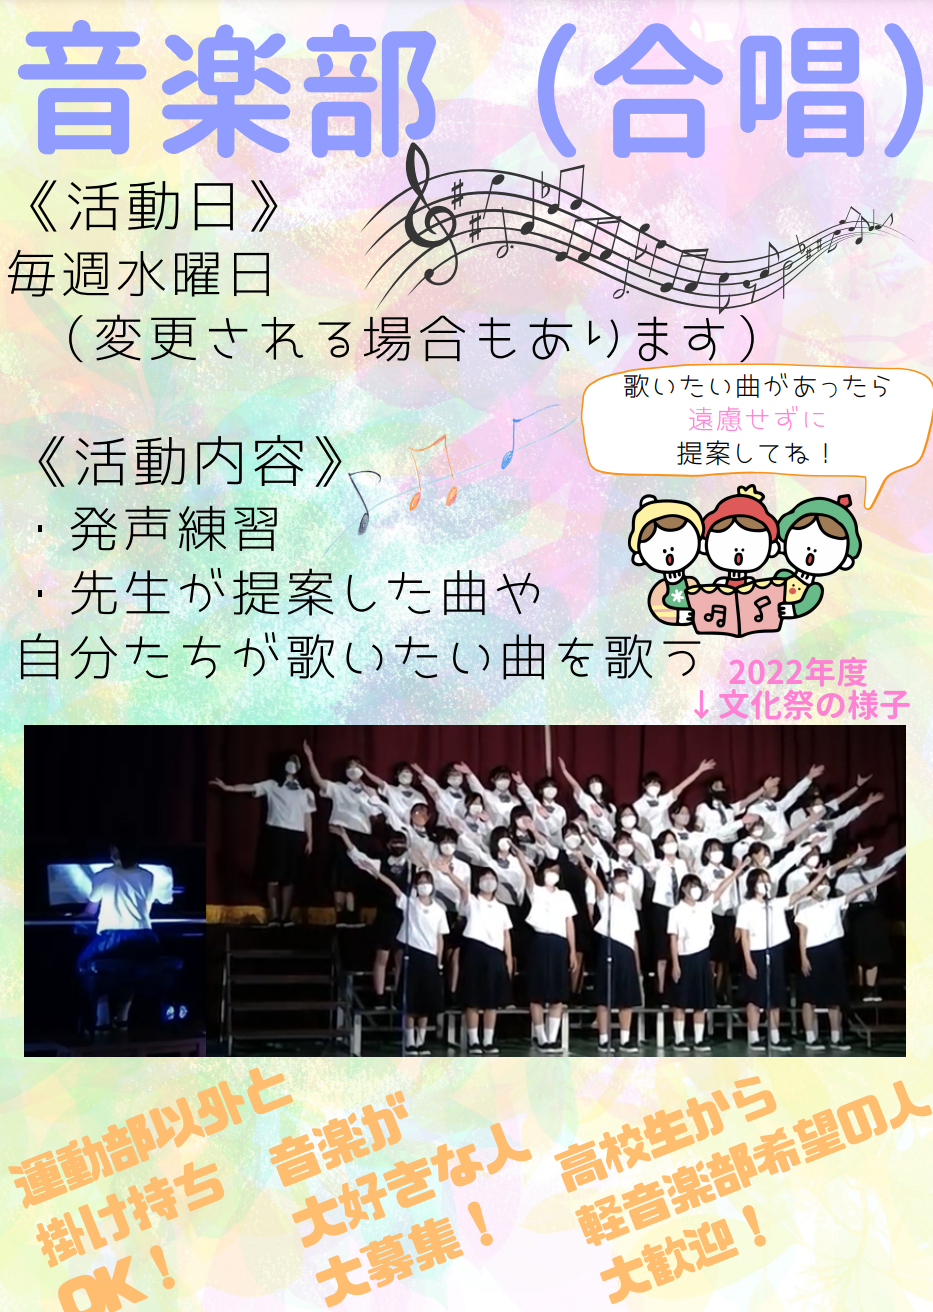 音楽部（合唱）
《活動日》
毎週水曜日
（変更される場合もあります）
歌いたい曲があったら
遠慮せずに
提案してね！
《活動内容》
・発声練習
・先生が提案した曲や
自分たちが歌いたい曲を歌う
2022年度
↓文化祭の様子
運動部以外と
掛け持ち
OK！
音楽が
大好きな人
大募集！
高校生から
軽音楽部希望の人
大歓迎！